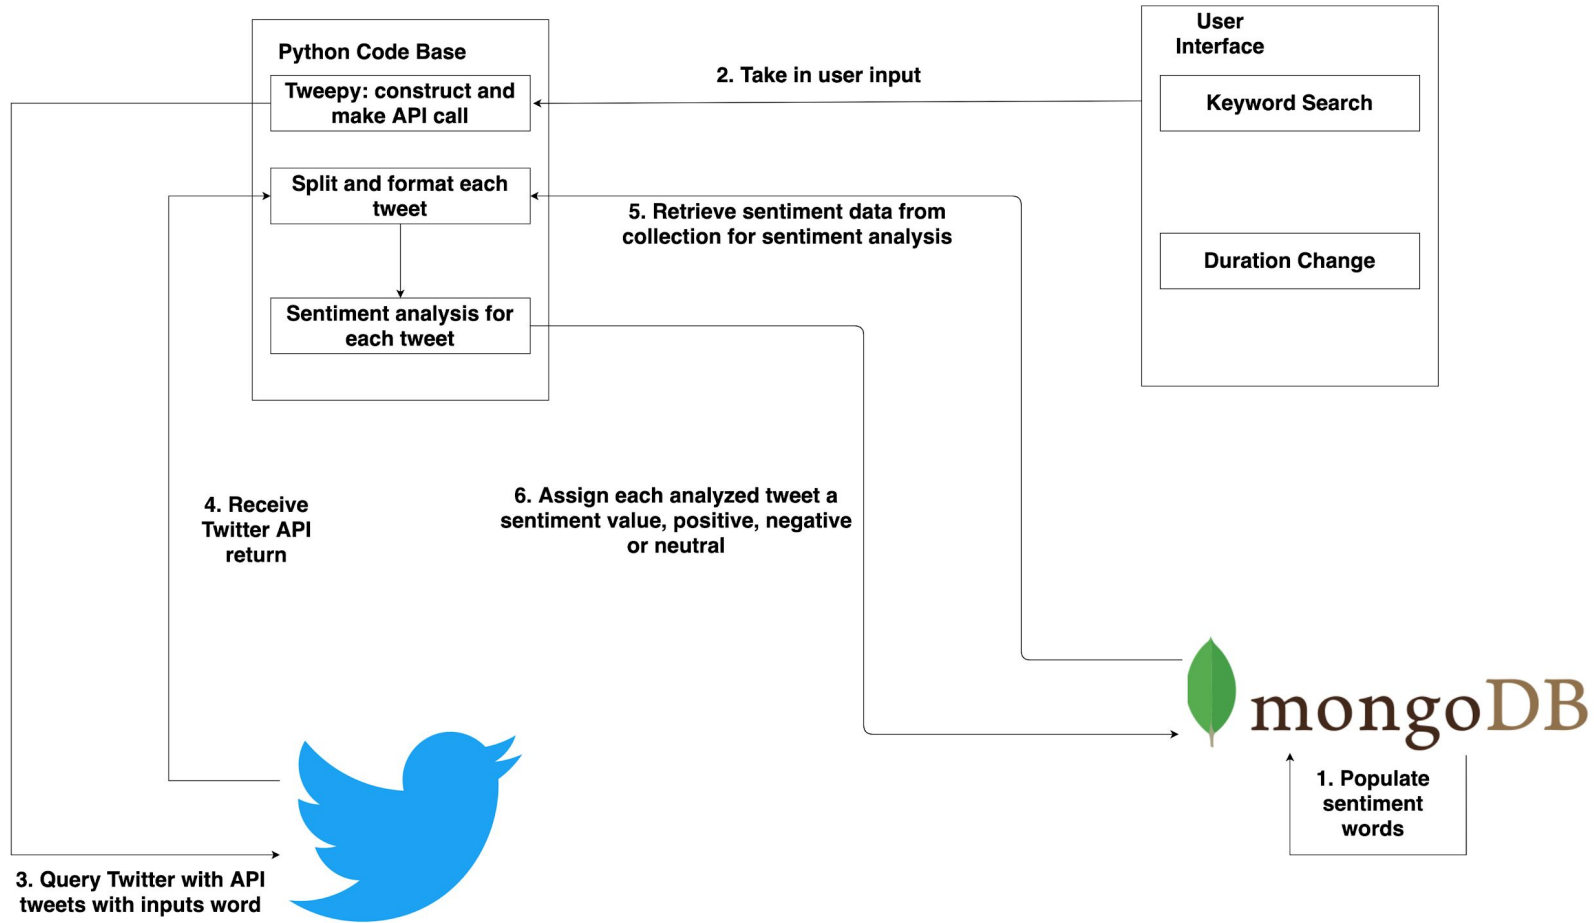 Python Code Base
Tweepy: construct and
make API call
Split and format each
tweet
Sentiment analysis for
each tweet
2. Take in user input
User
Interface
Keyword Search
Duration Change
5. Retrieve sentiment data from
collection for sentiment analysis
4. Receive
Twitter API
return
6. Assign each analyzed tweet a
sentiment value, positive, negative
or neutral
mongoDB
1. Populate
sentiment
words
3. Query Twitter with API
tweets with inputs word